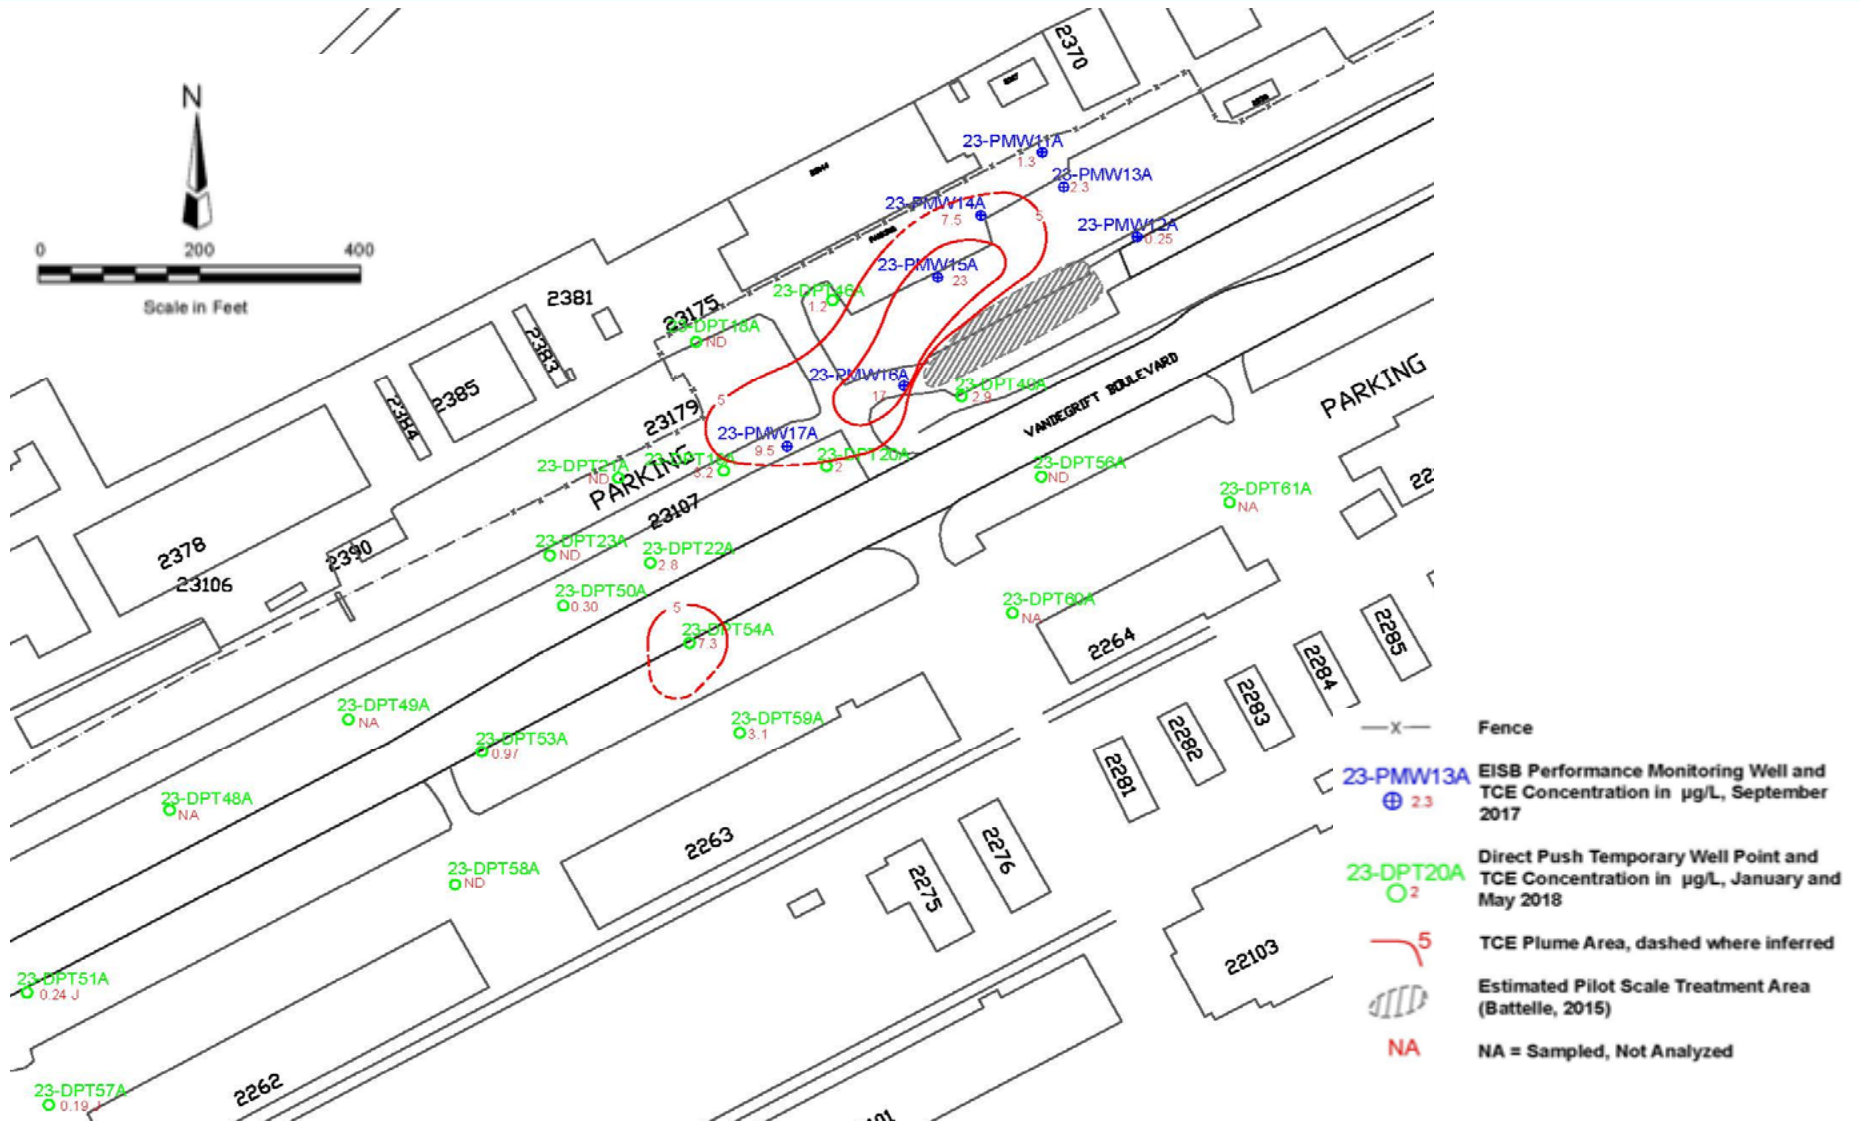 N
0 200 400
Scale in Feet
2370
23-PMW11A
1.3
23-PMW13A
2.3
23-PMW14A
7.5
5
23-PMW12A
0.25
PARKING
23-PMW15A
23
23-DPT46A
1.2
2381
23175
23-DPT18A
ND
2383
2385
2384
23179
5
23-PMW16A
17
2.9
VANDEGRIFT BOULEVARD
PARKING
23-PMW17A
9.5
23-DPT20A
2
23-DPT21A
ND
3.2
PARKING
23107
23-DPT56A
ND
23-DPT61A
NA
2378
2390
23106
23-DPT23A
ND
23-DPT22A
2.8
23-DPT50A
0.30
5
23-DPT54A
7.3
23-DPT60A
NA
2264
2285
2284
2283
2282
2281
23-DPT49A
NA
23-DPT59A
3.1
23-DPT53A
0.97
23-DPT48A
NA
2263
2276
2275
23-DPT58A
ND
22103
23-DPT51A
0.24 J
23-DPT57A
0.19 J
2262
x Fence
23-PMW13A
2.3
EISB Performance Monitoring Well and
TCE Concentration in µg/L, September
2017
23-DPT20A
2
Direct Push Temporary Well Point and
TCE Concentration in µg/L, January and
May 2018
5
TCE Plume Area, dashed where inferred
Estimated Pilot Scale Treatment Area
(Battelle, 2015)
NA
NA = Sampled, Not Analyzed